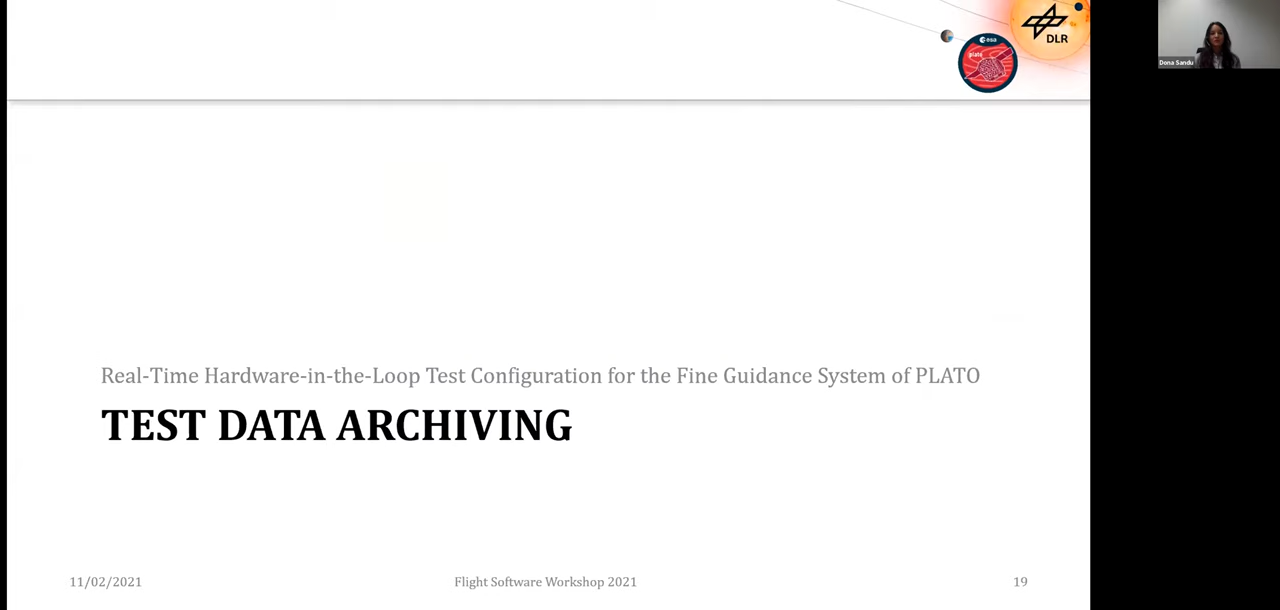 esa
plato
DLR
Dona Sandu
Real-Time Hardware-in-the-Loop Test Configuration for the Fine Guidance System of PLATO
TEST DATA ARCHIVING
11/02/2021
Flight Software Workshop 2021
19